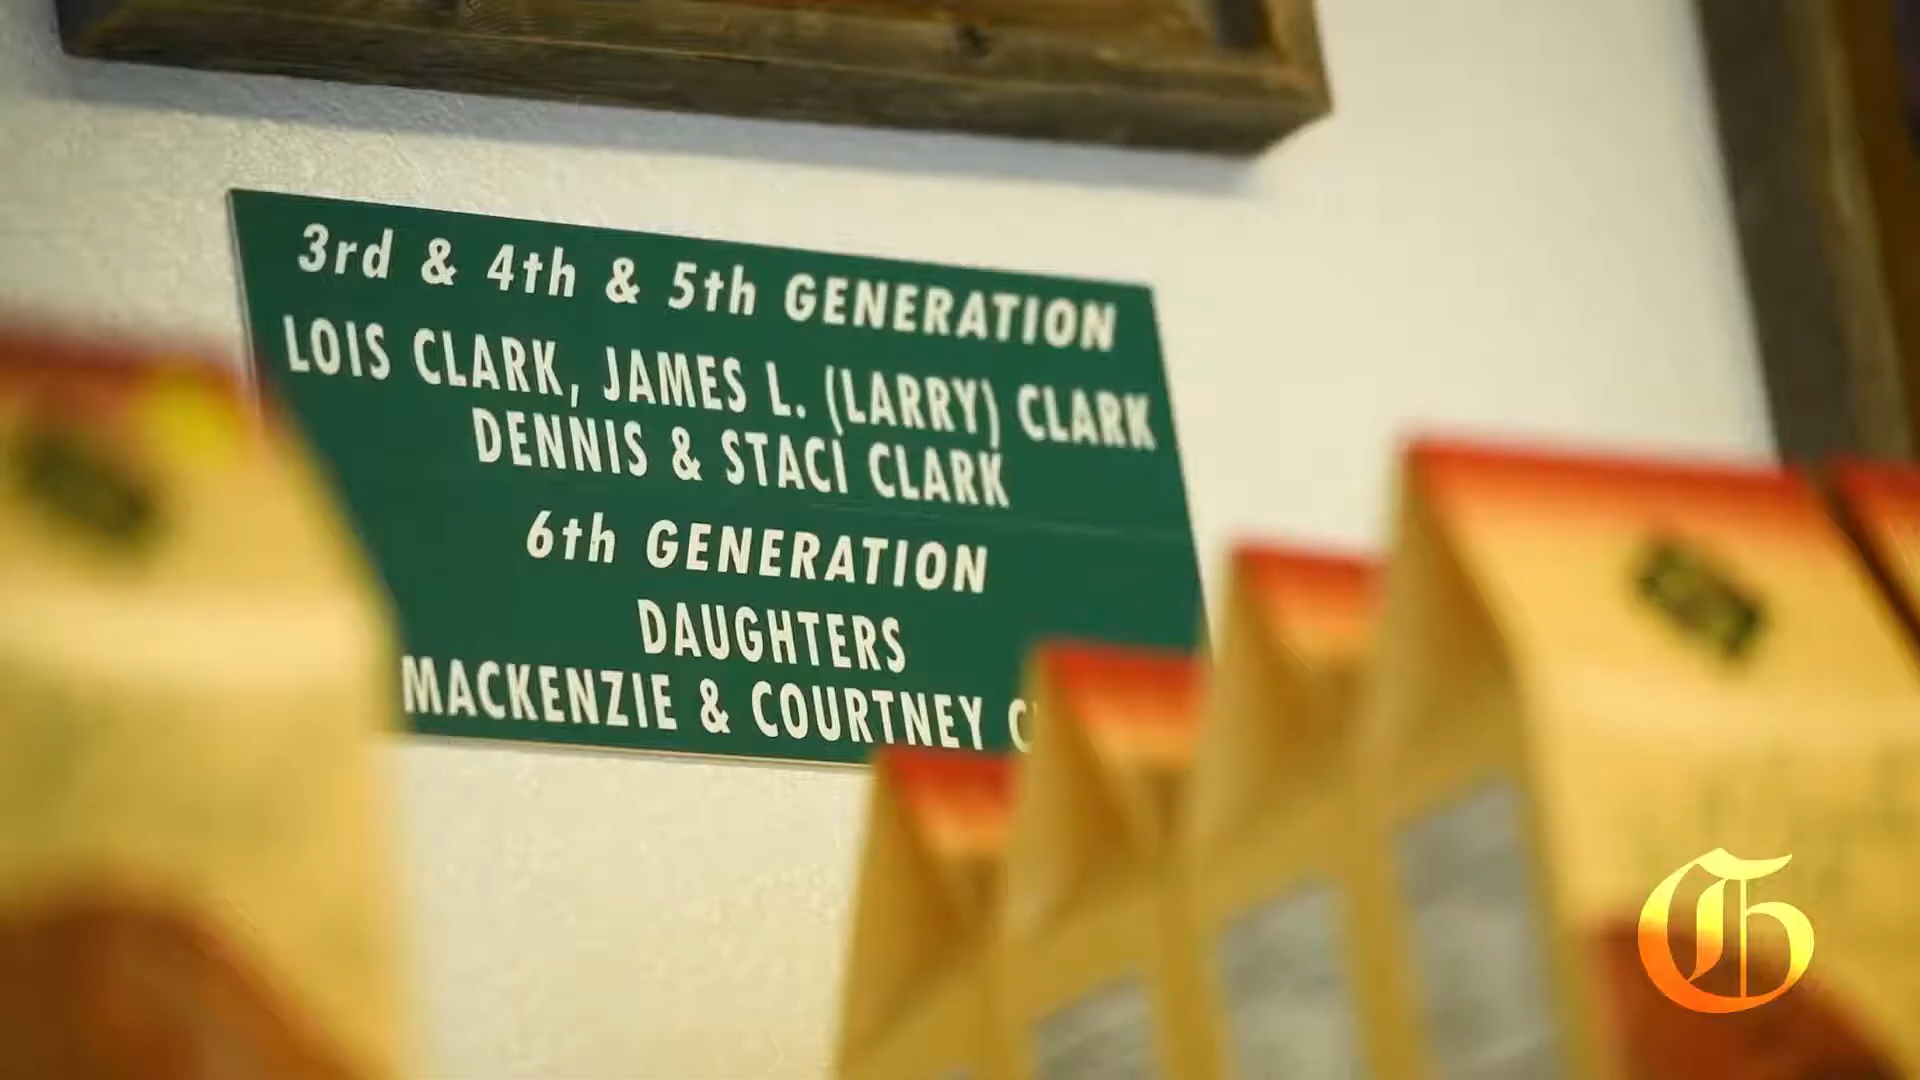 3rd & 4th & 5th GENERATION
LOIS CLARK, JAMES L. (LARRY) CLARK
DENNIS & STACI CLARK
6th GENERATION
DAUGHTERS
MACKENZIE & COURTNEY
G